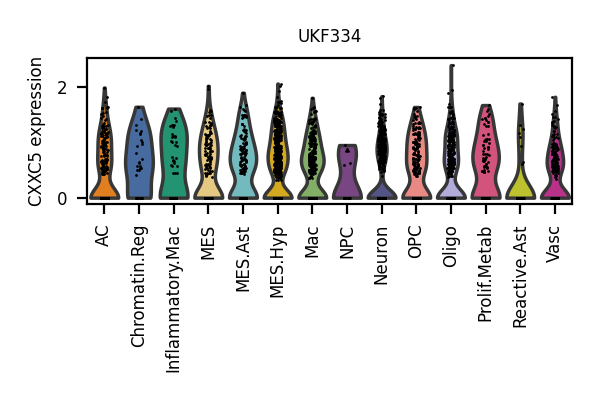 UKF334
CXXC5 expression
2
0
AC
Chromatin.Reg
Inflammatory.Mac
MES
MES.Ast
MES.Hyp
Mac
NPC
Neuron
OPC
Oligo
Prolif.Metab
Reactive.Ast
Vasc